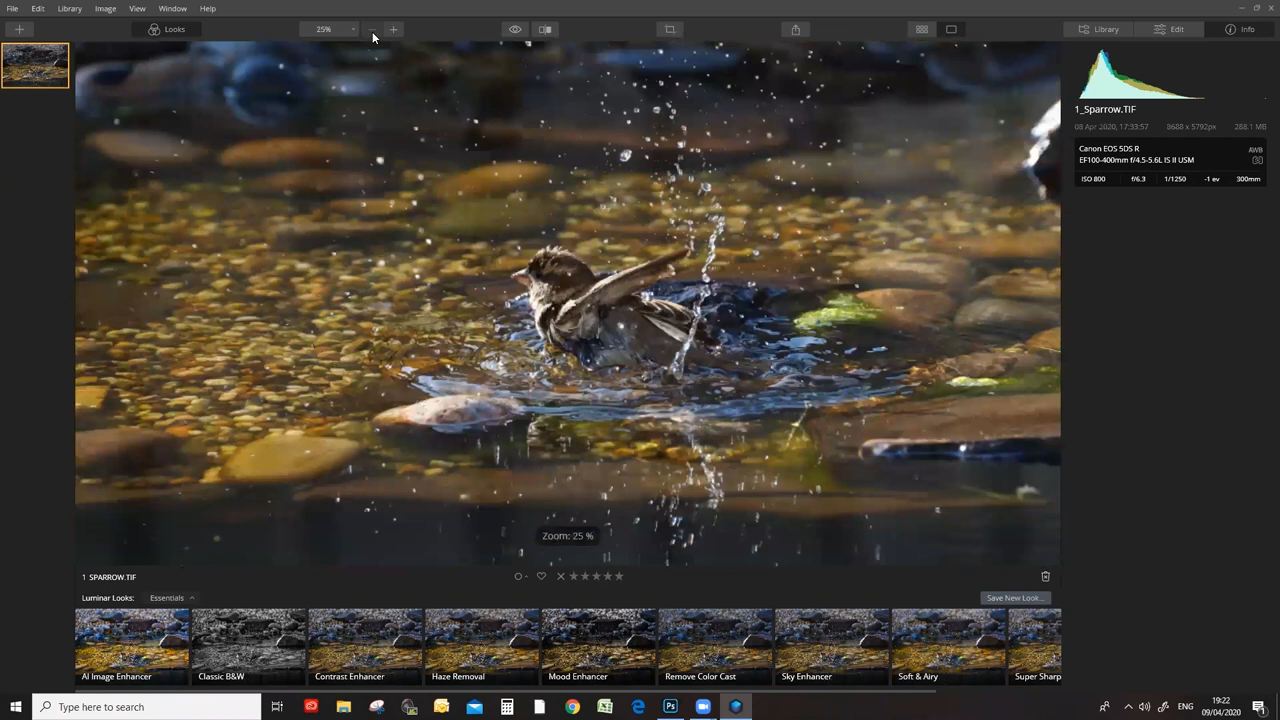 File Edit Library Image View Window Help
Looks 25% Library Edit Info
1_Sparrow.TIF
08 Apr 2020, 17:33:57 8688 x 5792px 288.1 MB
Canon EOS 5DS R AWB
EF100-400mm f/4.5-5.6L IS II USM
ISO 800 f/6.3 1/1250 -1 ev 300mm
Zoom: 25 %
1_SPARROW.TIF
Luminar Looks: Essentials Save New Look...
AI Image Enhancer Classic B&W Contrast Enhancer Haze Removal Mood Enhancer Remove Color Cast Sky Enhancer Soft & Airy Super Sharp
Type here to search
ENG
19:22
09/04/2020